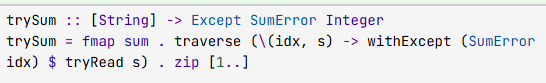 trySum :: [String] -> Except SumError Integer
trySum = fmap sum . traverse (\(idx, s) -> withExcept (SumError
idx) $ tryRead s) . zip [1..]